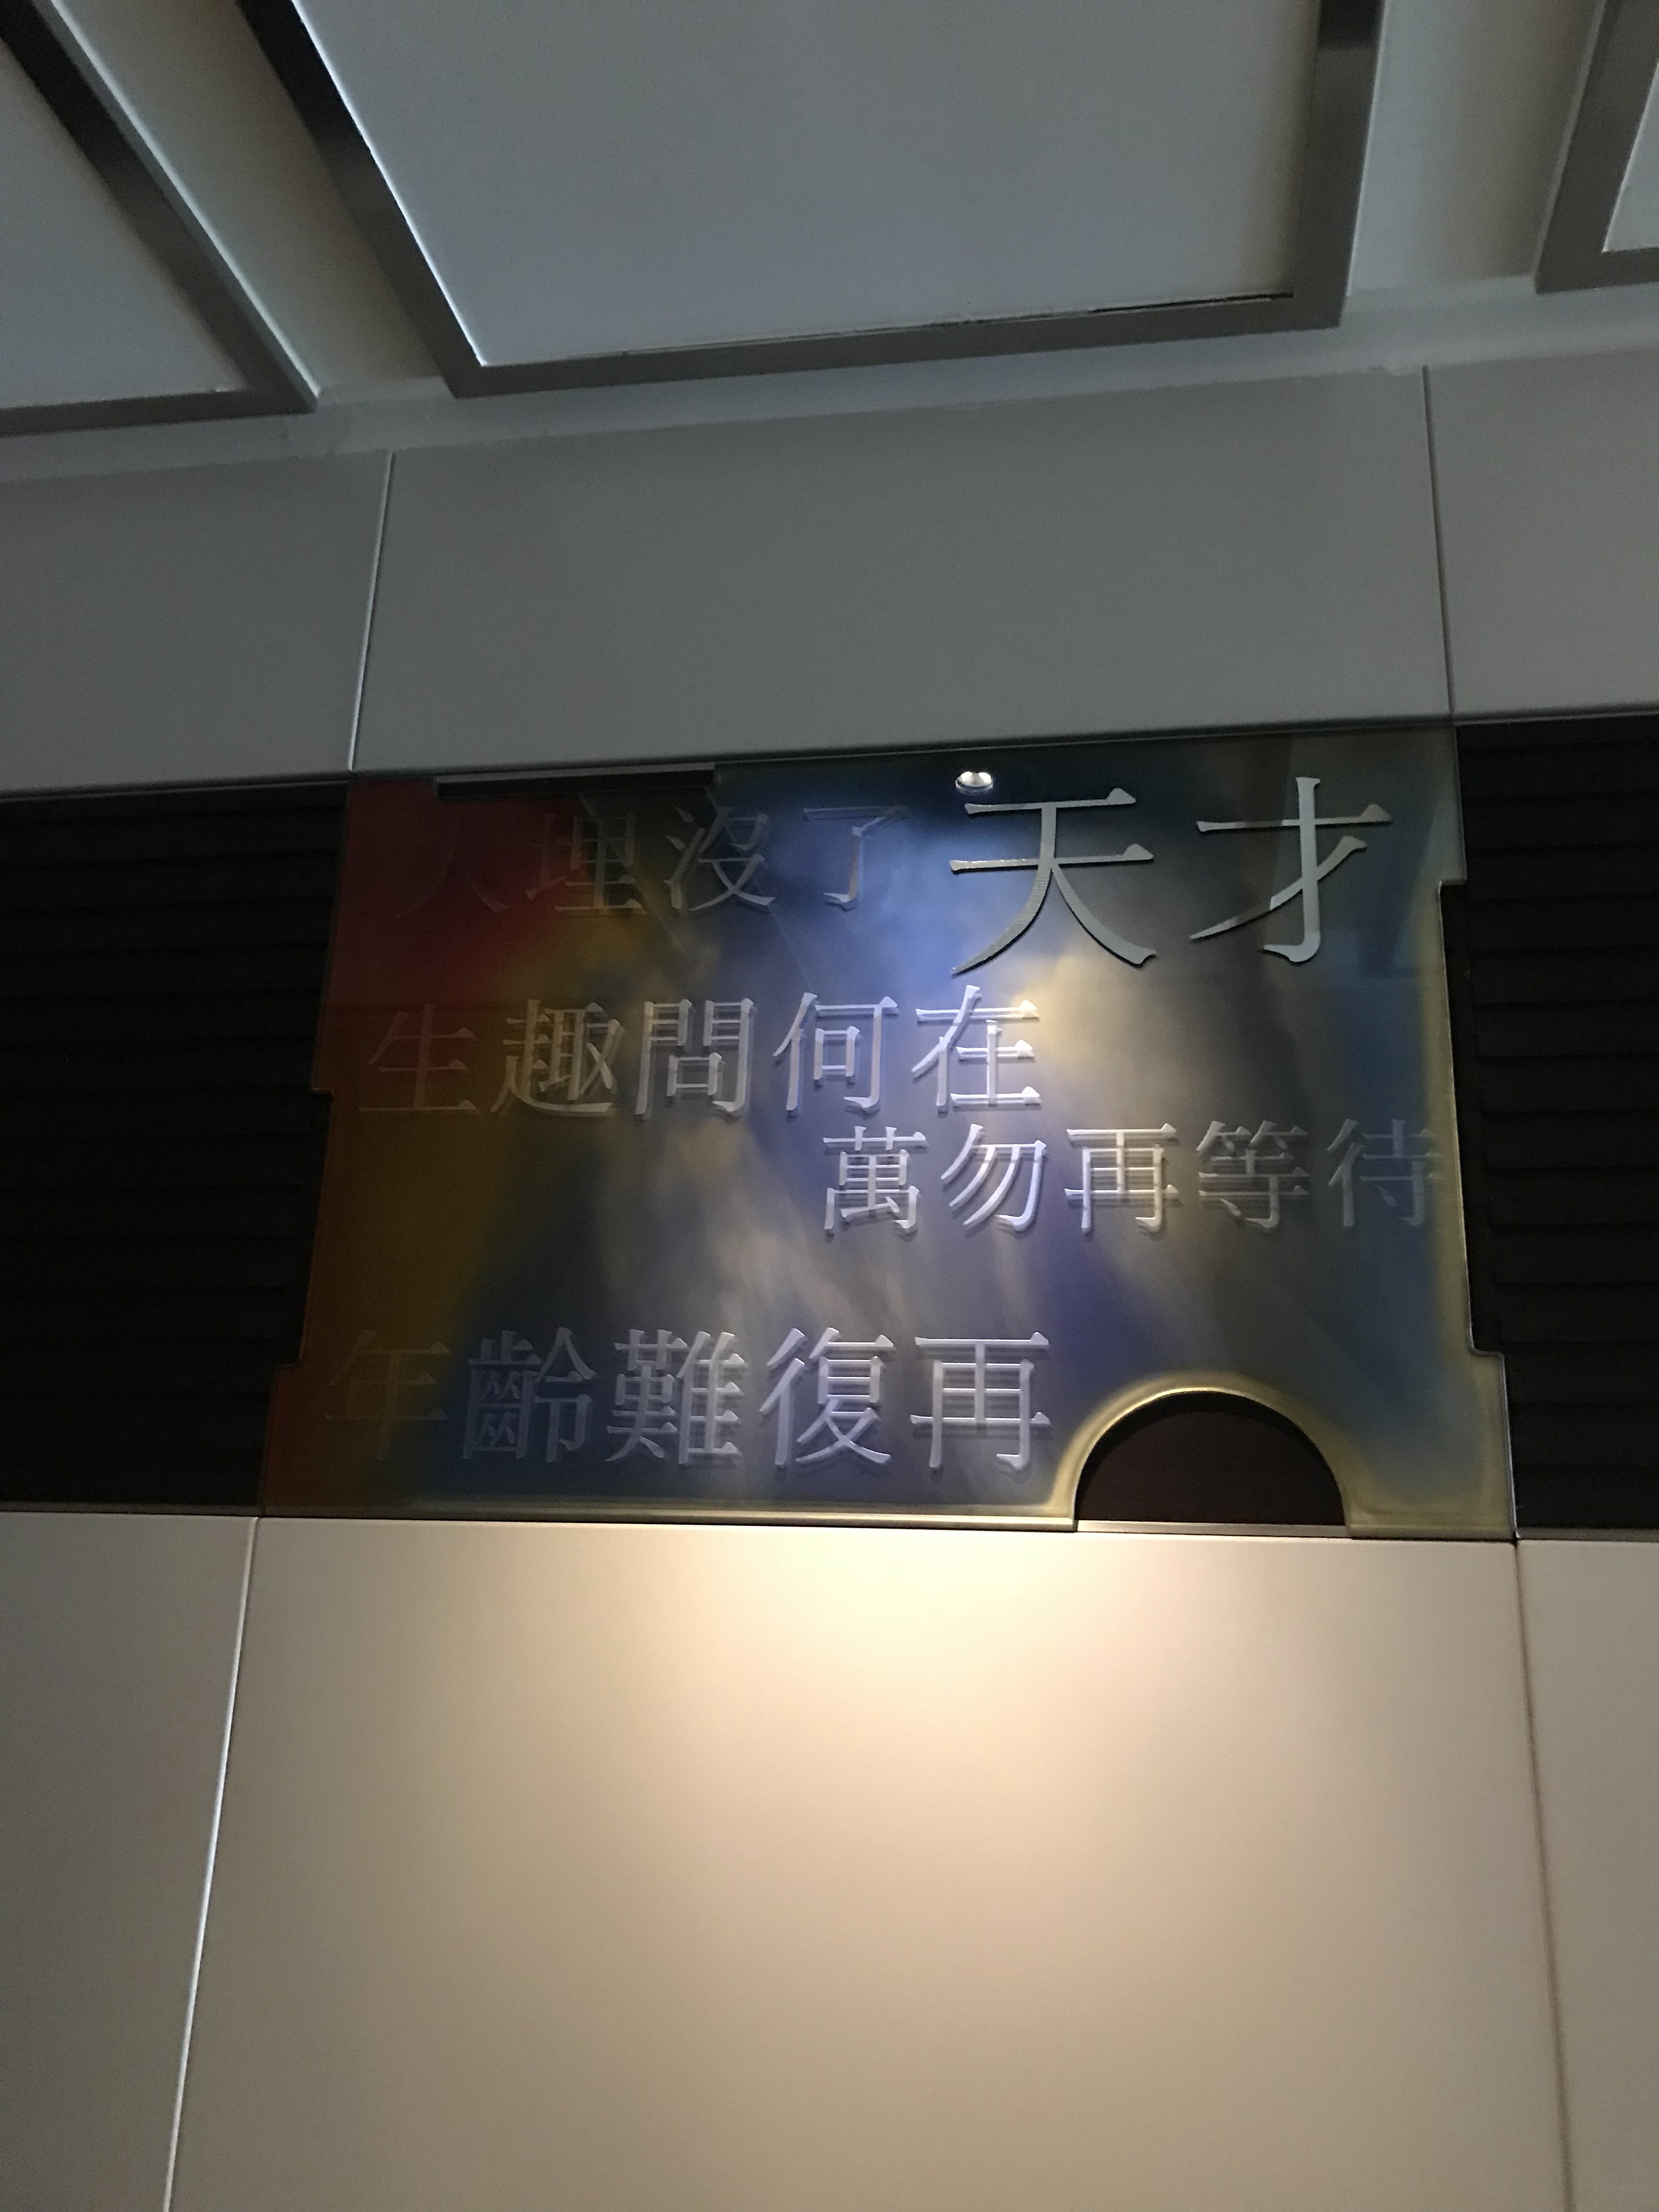 人埋沒了天才
生趣問何在
萬勿再等待
年齡難復再